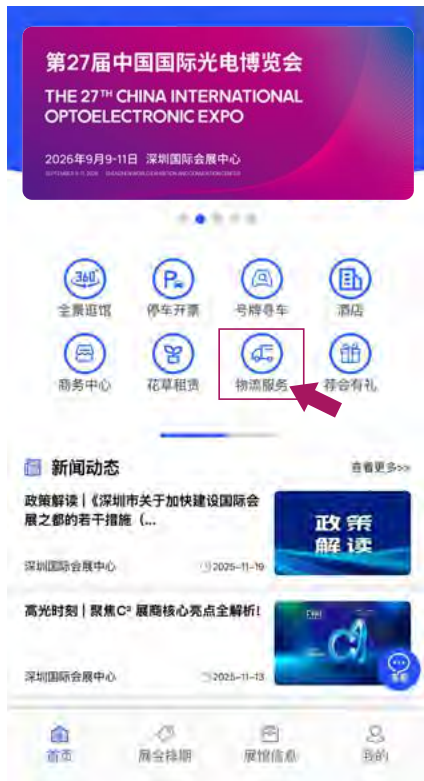 第27届中国国际光电博览会
THE 27TH CHINA INTERNATIONAL
OPTOELECTRONIC EXPO
2026年9月9-11日 深圳国际会展中心
360°
全景逛馆
P
停车开票
号牌寻车
酒店
商务中心
花草租赁
物流服务
荐会有礼
新闻动态
查看更多>>
政策解读 |《深圳市关于加快建设国际会
展之都的若干措施（...
政策
解读
深圳国际会展中心
2025-11-19
高光时刻 | 聚焦C³ 展商核心亮点全解析!
深圳国际会展中心
2025-11-13
首页
展会排期
展馆信息
我的